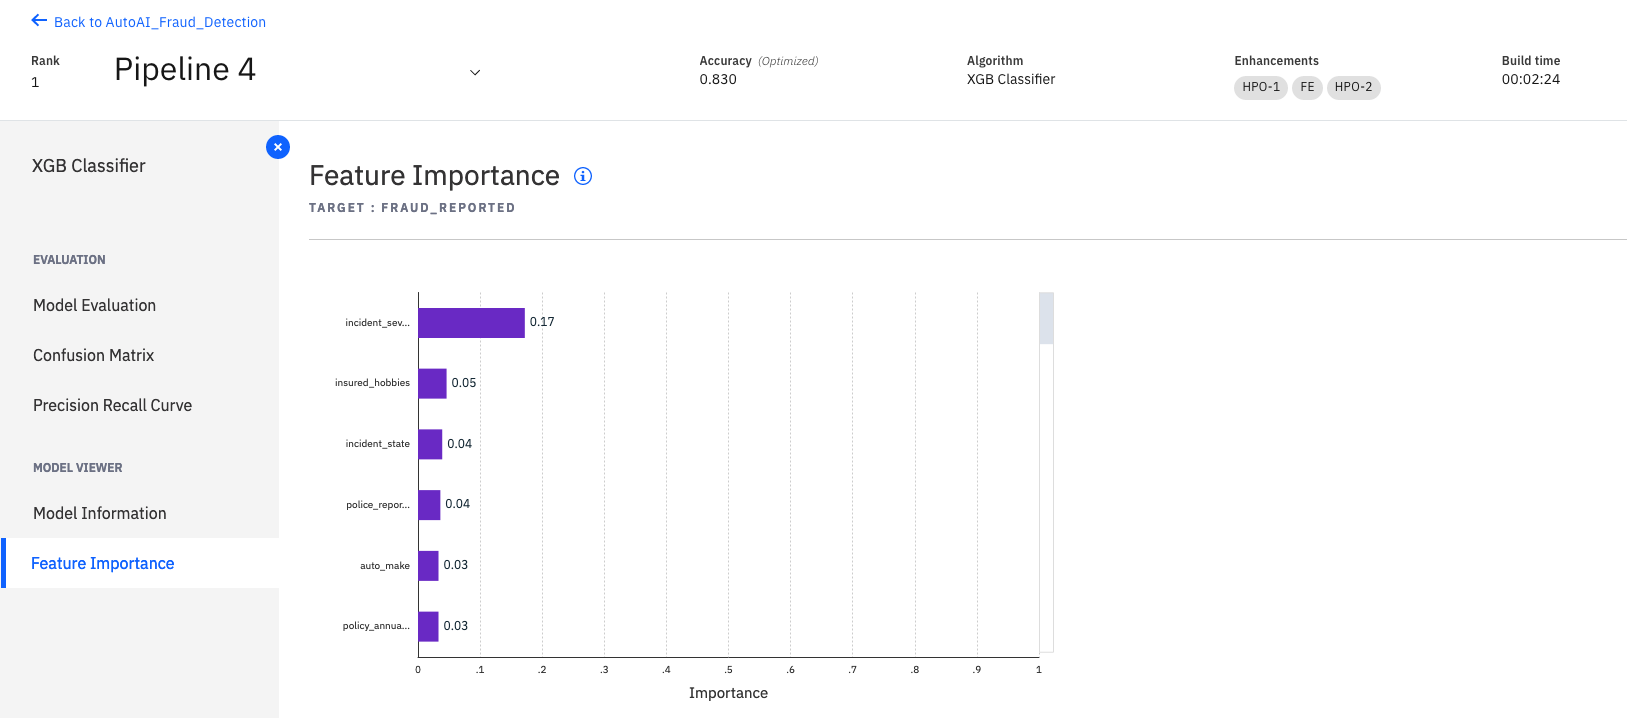 Back to AutoAI_Fraud_Detection
Rank
1
Pipeline 4
Accuracy (Optimized)
0.830
Algorithm
XGB Classifier
Enhancements
HPO-1 FE HPO-2
Build time
00:02:24
XGB Classifier
EVALUATION
Model Evaluation
Confusion Matrix
Precision Recall Curve
MODEL VIEWER
Model Information
Feature Importance
Feature Importance
TARGET : FRAUD_REPORTED
incident_sev... 0.17
insured_hobbies 0.05
incident_state 0.04
police_repor... 0.04
auto_make 0.03
policy_annua... 0.03
0 .1 .2 .3 .4 .5 .6 .7 .8 .9 1
Importance